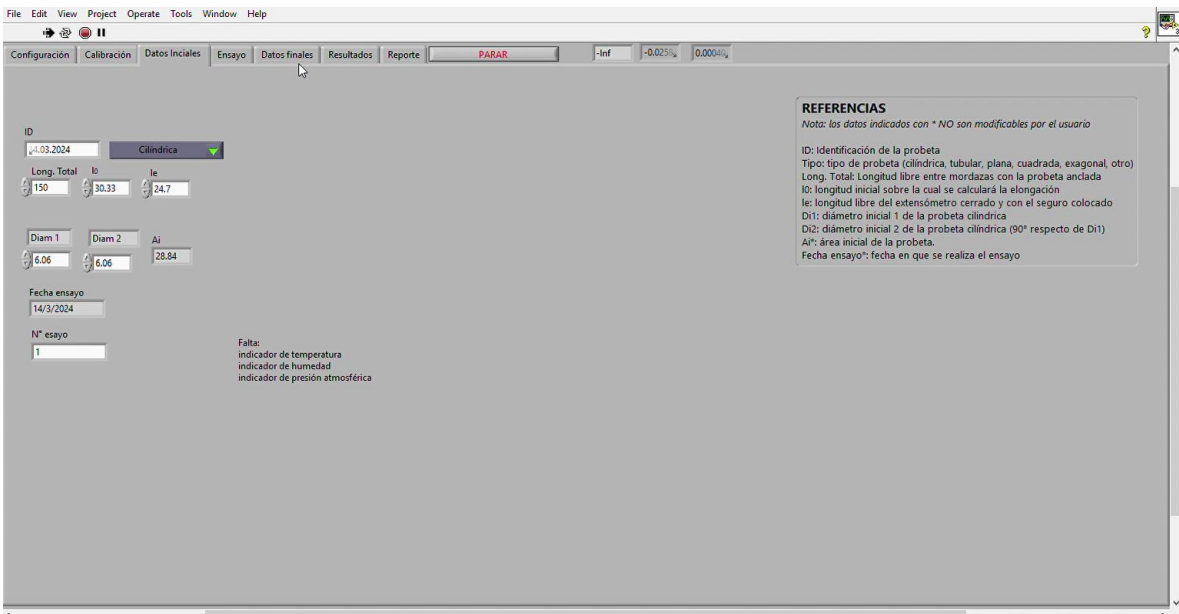 File Edit View Project Operate Tools Window Help
Configuración Calibración Datos Inciales Ensayo Datos finales Resultados Reporte PARAR -Inf -0.0258 0.00048
ID
14.03.2024 Cilíndrica
Long. Total l0 le
150 30.33 24.7
Diam 1 Diam 2 Ai
6.06 6.06 28.84
Fecha ensayo
14/3/2024
N° esayo
1
Falta:
indicador de temperatura
indicador de humedad
indicador de presión atmosférica
REFERENCIAS
Nota: los datos indicados con * NO son modificables por el usuario
ID: Identificación de la probeta
Tipo: tipo de probeta (cilíndrica, tubular, plana, cuadrada, exagonal, otro)
Long. Total: Longitud libre entre mordazas con la probeta anclada
l0: longitud inicial sobre la cual se calculará la elongación
le: longitud libre del extensómetro cerrado y con el seguro colocado
Di1: diámetro inicial 1 de la probeta cilindrica
Di2: diámetro inicial 2 de la probeta cilíndrica (90° respecto de Di1)
Ai*: área inicial de la probeta.
Fecha ensayo*: fecha en que se realiza el ensayo